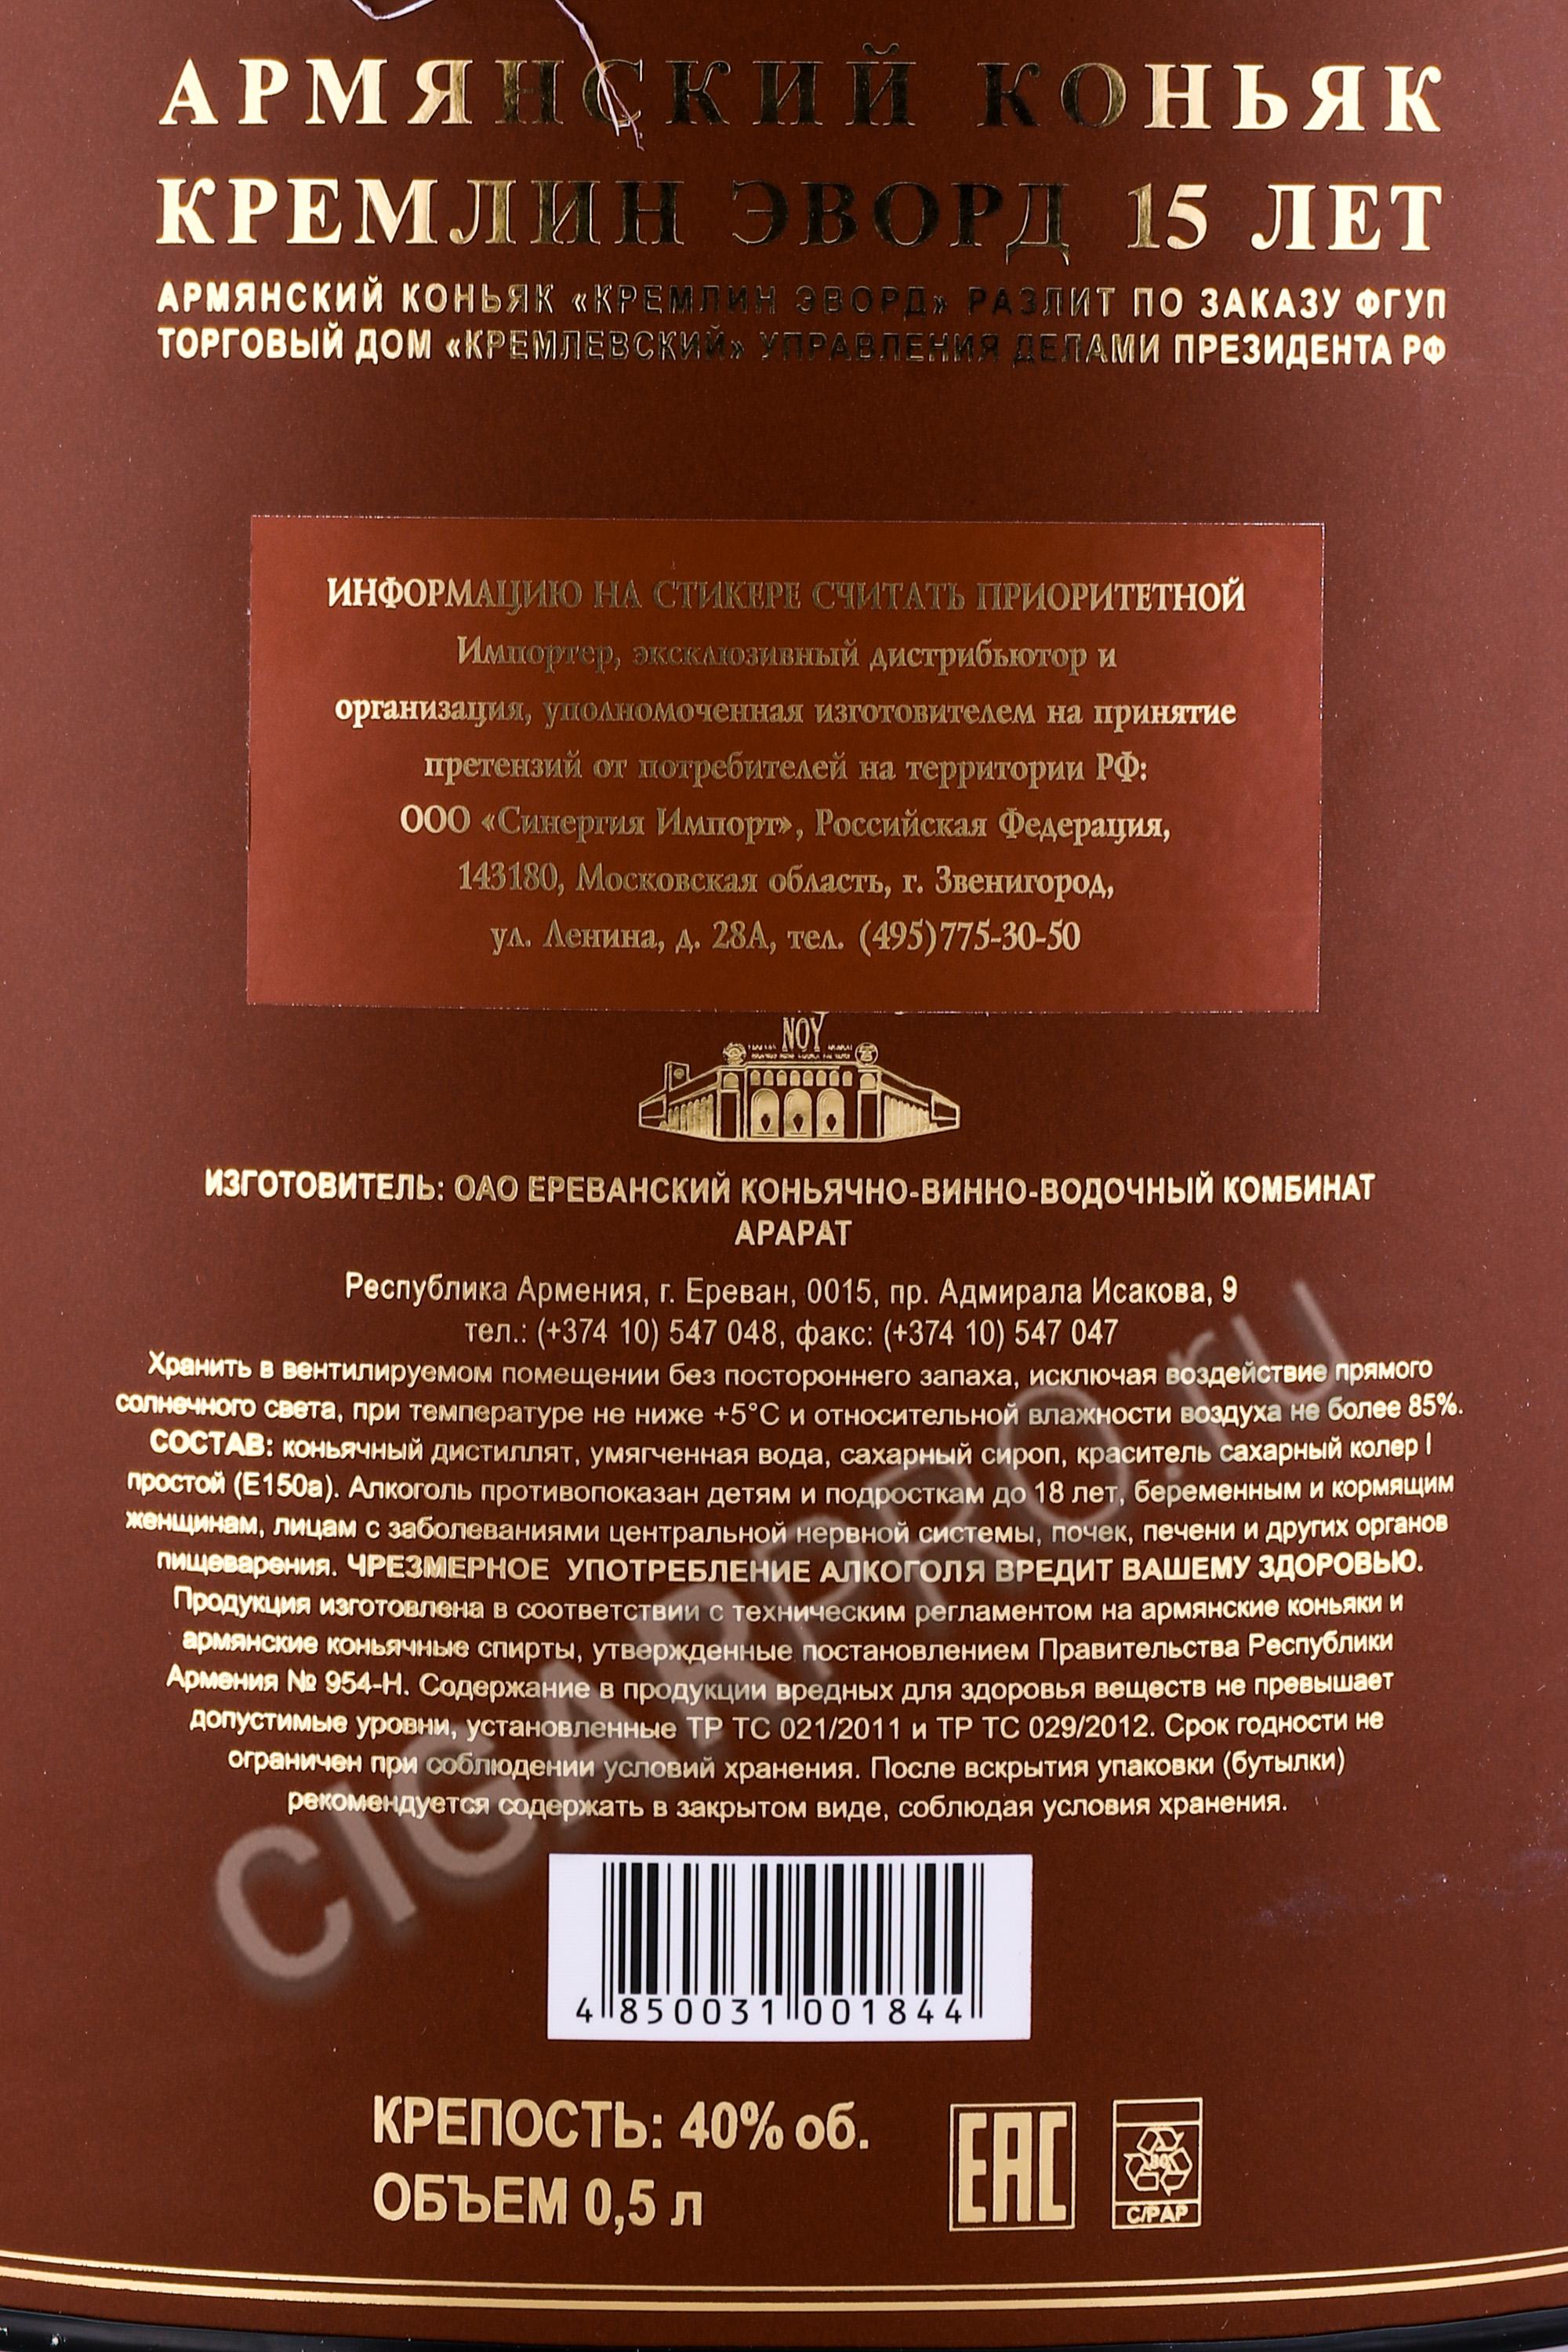 АРМЯНСКИЙ КОНЬЯК
КРЕМЛИН ЭВОРД 15 ЛЕТ
АРМЯНСКИЙ КОНЬЯК «КРЕМЛИН ЭВОРД» РАЗЛИТ ПО ЗАКАЗУ ФГУП
ТОРГОВЫЙ ДОМ «КРЕМЛЕВСКИЙ» УПРАВЛЕНИЯ ДЕЛАМИ ПРЕЗИДЕНТА РФ
ИНФОРМАЦИЮ НА СТИКЕРЕ СЧИТАТЬ ПРИОРИТЕТНОЙ
Импортер, эксклюзивный дистрибьютор и
организация, уполномоченная изготовителем на принятие
претензий от потребителей на территории РФ:
ООО «Синергия Импорт», Российская Федерация,
143180, Московская область, г. Звенигород,
ул. Ленина, д. 28А, тел. (495)775-30-50
NOY
ИЗГОТОВИТЕЛЬ: ОАО ЕРЕВАНСКИЙ КОНЬЯЧНО-ВИННО-ВОДОЧНЫЙ КОМБИНАТ
АРАРАТ
Республика Армения, г. Ереван, 0015, пр. Адмирала Исакова, 9
тел.: (+374 10) 547 048, факс: (+374 10) 547 047
Хранить в вентилируемом помещении без постороннего запаха, исключая воздействие прямого
солнечного света, при температуре не ниже +5°С и относительной влажности воздуха не более 85%.
СОСТАВ: коньячный дистиллят, умягченная вода, сахарный сироп, краситель сахарный колер I
простой (Е150а). Алкоголь противопоказан детям и подросткам до 18 лет, беременным и кормящим
женщинам, лицам с заболеваниями центральной нервной системы, почек, печени и других органов
пищеварения. ЧРЕЗМЕРНОЕ УПОТРЕБЛЕНИЕ АЛКОГОЛЯ ВРЕДИТ ВАШЕМУ ЗДОРОВЬЮ.
Продукция изготовлена в соответствии с техническим регламентом на армянские коньяки и
армянские коньячные спирты, утвержденные постановлением Правительства Республики
Армения № 954-Н. Содержание в продукции вредных для здоровья веществ не превышает
допустимые уровни, установленные ТР ТС 021/2011 и ТР ТС 029/2012. Срок годности не
ограничен при соблюдении условий хранения. После вскрытия упаковки (бутылки)
рекомендуется содержать в закрытом виде, соблюдая условия хранения.
CIGARPRO.ru
4 850031 001844
КРЕПОСТЬ: 40% об.
ОБЪЕМ 0,5 л
EAC
C/PAP